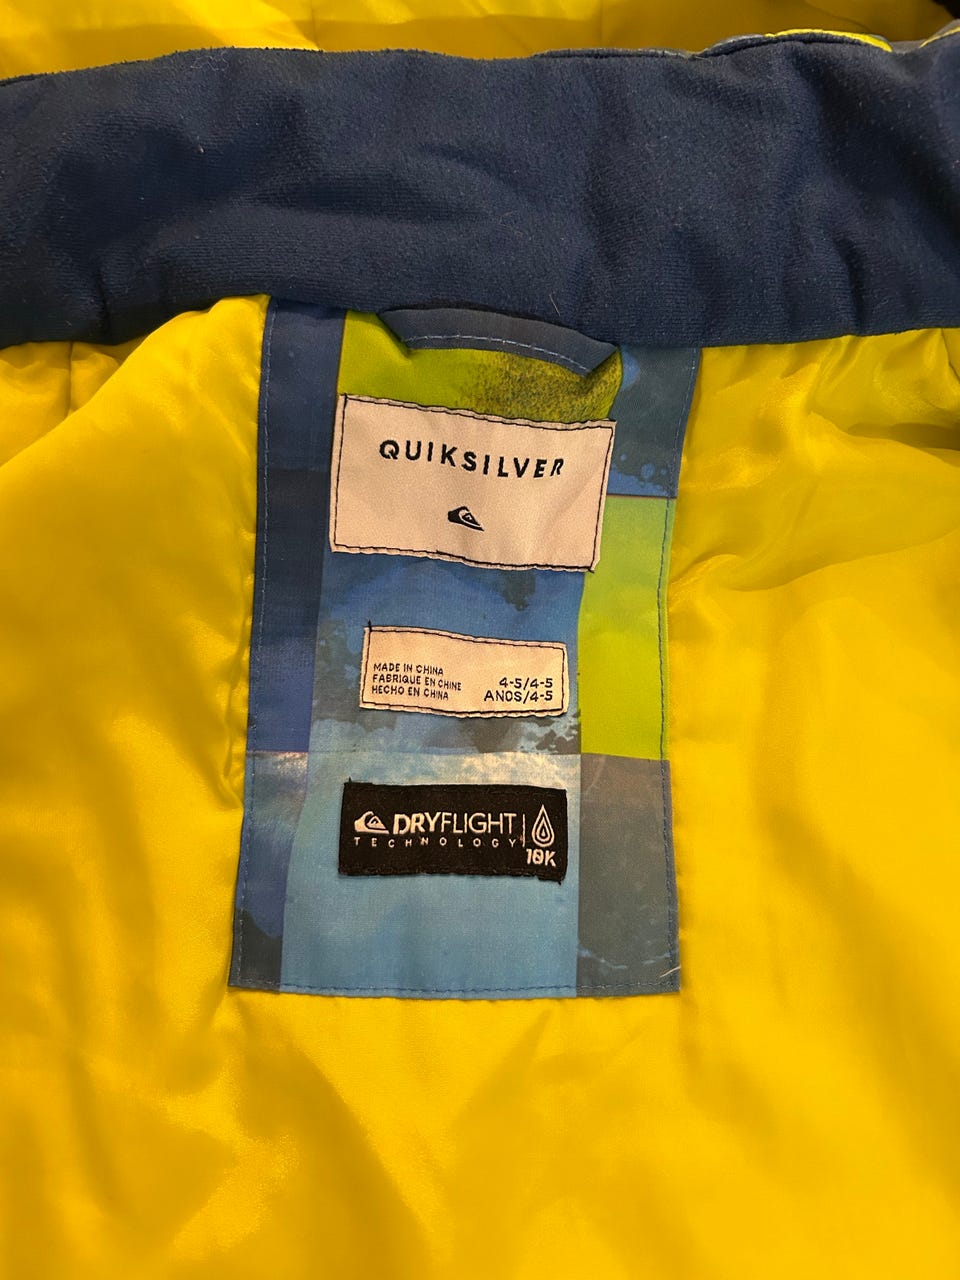 QUIKSILVER
MADE IN CHINA
FABRIQUE EN CHINE
HECHO EN CHINA
4-5/4-5
ANOS/4-5
DRYFLIGHT
TECHNOLOGY
10K